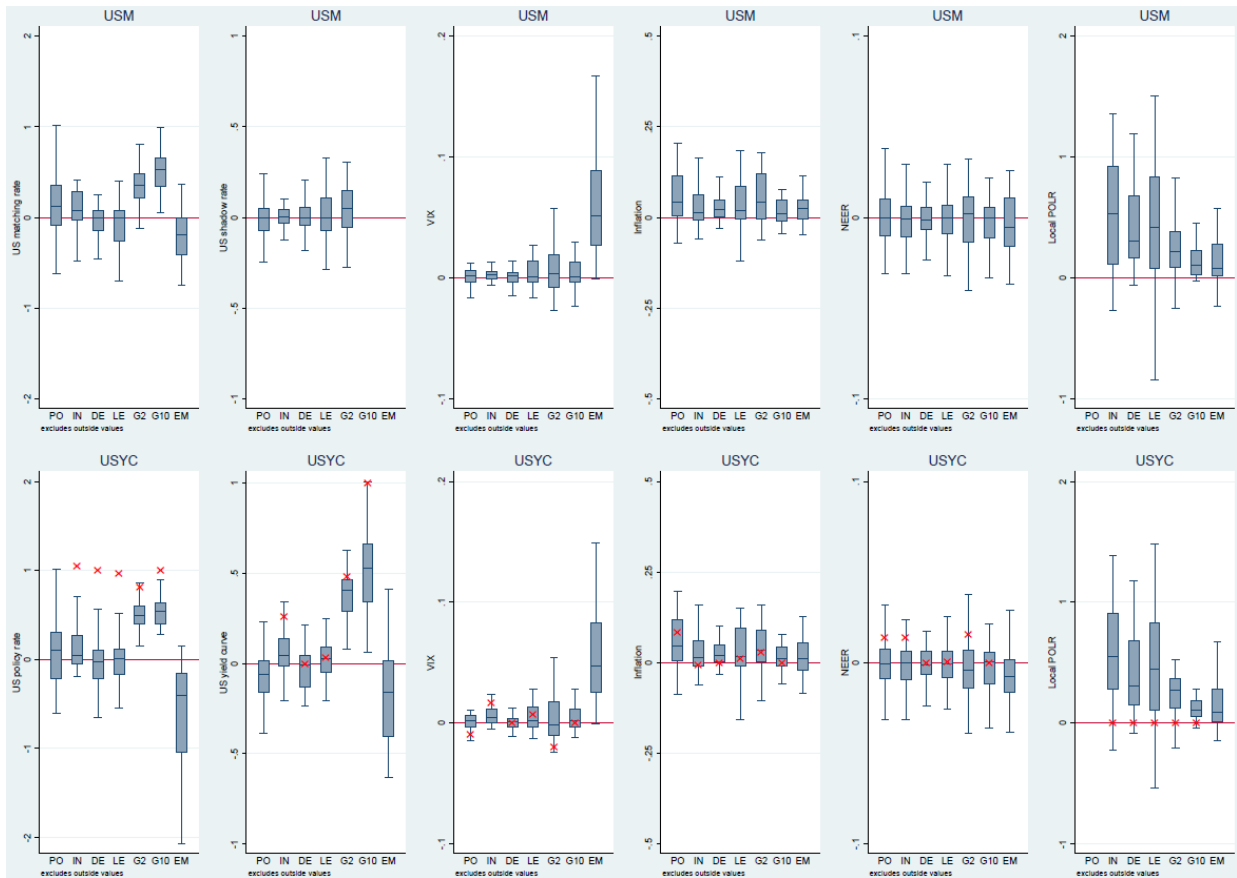 USM USM USM USM USM USM
US matching rate
2
1
0
-1
-2
PO IN DE LE G2 G10 EM
excludes outside values
US shadow rate
1
.5
0
-.5
-1
PO IN DE LE G2 G10 EM
excludes outside values
VIX
.2
.1
0
-.1
PO IN DE LE G2 G10 EM
excludes outside values
Inflation
.5
.25
0
-.25
-.5
PO IN DE LE G2 G10 EM
excludes outside values
NEER
.1
0
-.1
PO IN DE LE G2 G10 EM
excludes outside values
Local POLR
2
1
0
-1
PO IN DE LE G2 G10 EM
excludes outside values
USYC USYC USYC USYC USYC USYC
US policy rate
2
1
0
-1
-2
PO IN DE LE G2 G10 EM
excludes outside values
US yield curve
1
.5
0
-.5
-1
PO IN DE LE G2 G10 EM
excludes outside values
VIX
.2
.1
0
-.1
PO IN DE LE G2 G10 EM
excludes outside values
Inflation
.5
.25
0
-.25
-.5
PO IN DE LE G2 G10 EM
excludes outside values
NEER
.1
0
-.1
PO IN DE LE G2 G10 EM
excludes outside values
Local POLR
2
1
0
-1
PO IN DE LE G2 G10 EM
excludes outside values